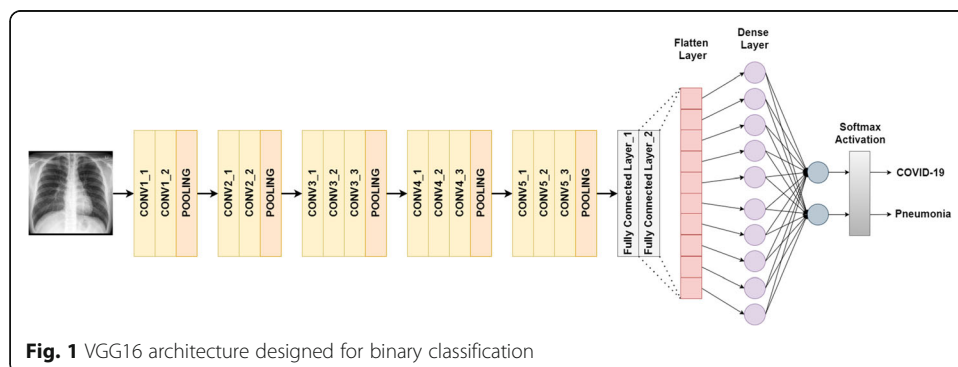 CONV1_1
CONV1_2
POOLING
CONV2_1
CONV2_2
POOLING
CONV3_1
CONV3_2
CONV3_3
POOLING
CONV4_1
CONV4_2
CONV4_3
POOLING
CONV5_1
CONV5_2
CONV5_3
POOLING
Fully Connected Layer_1
Fully Connected Layer_2
Flatten
Layer
Dense
Layer
Softmax
Activation
COVID-19
Pneumonia
Fig. 1 VGG16 architecture designed for binary classification